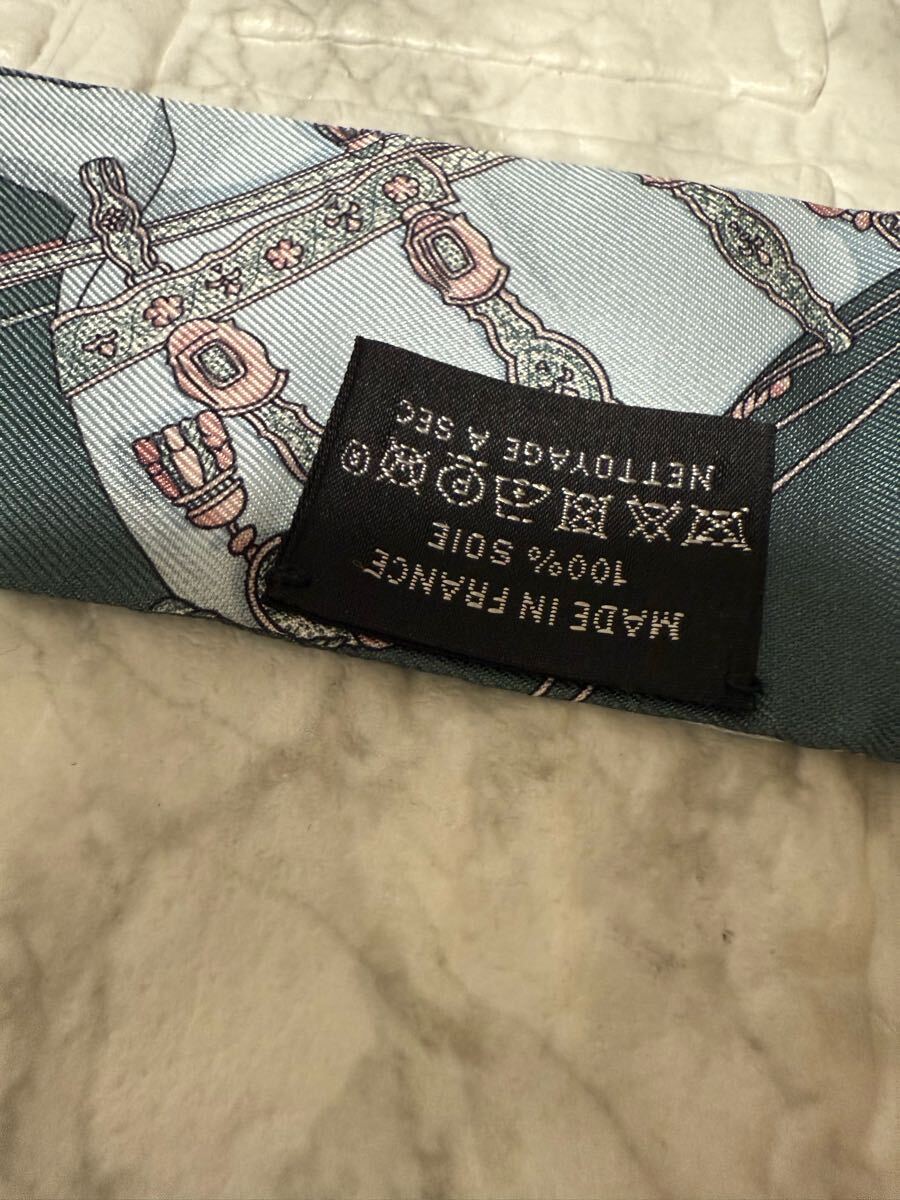 MADE IN FRANCE
100% SOIE
P
NETTOYAGE A SEC